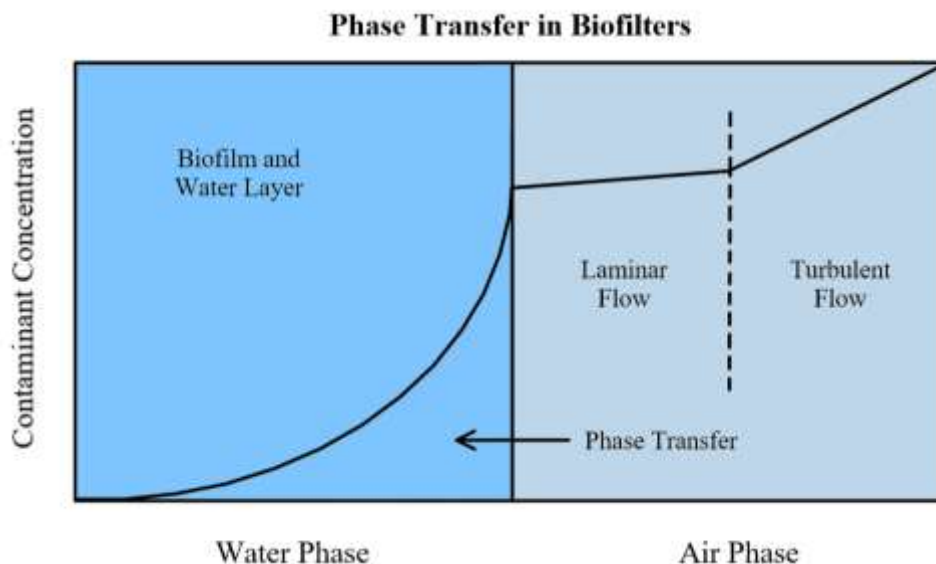 Phase Transfer in Biofilters
Contaminant Concentration
Biofilm and
Water Layer
Laminar
Flow
Turbulent
Flow
Phase Transfer
Water Phase
Air Phase